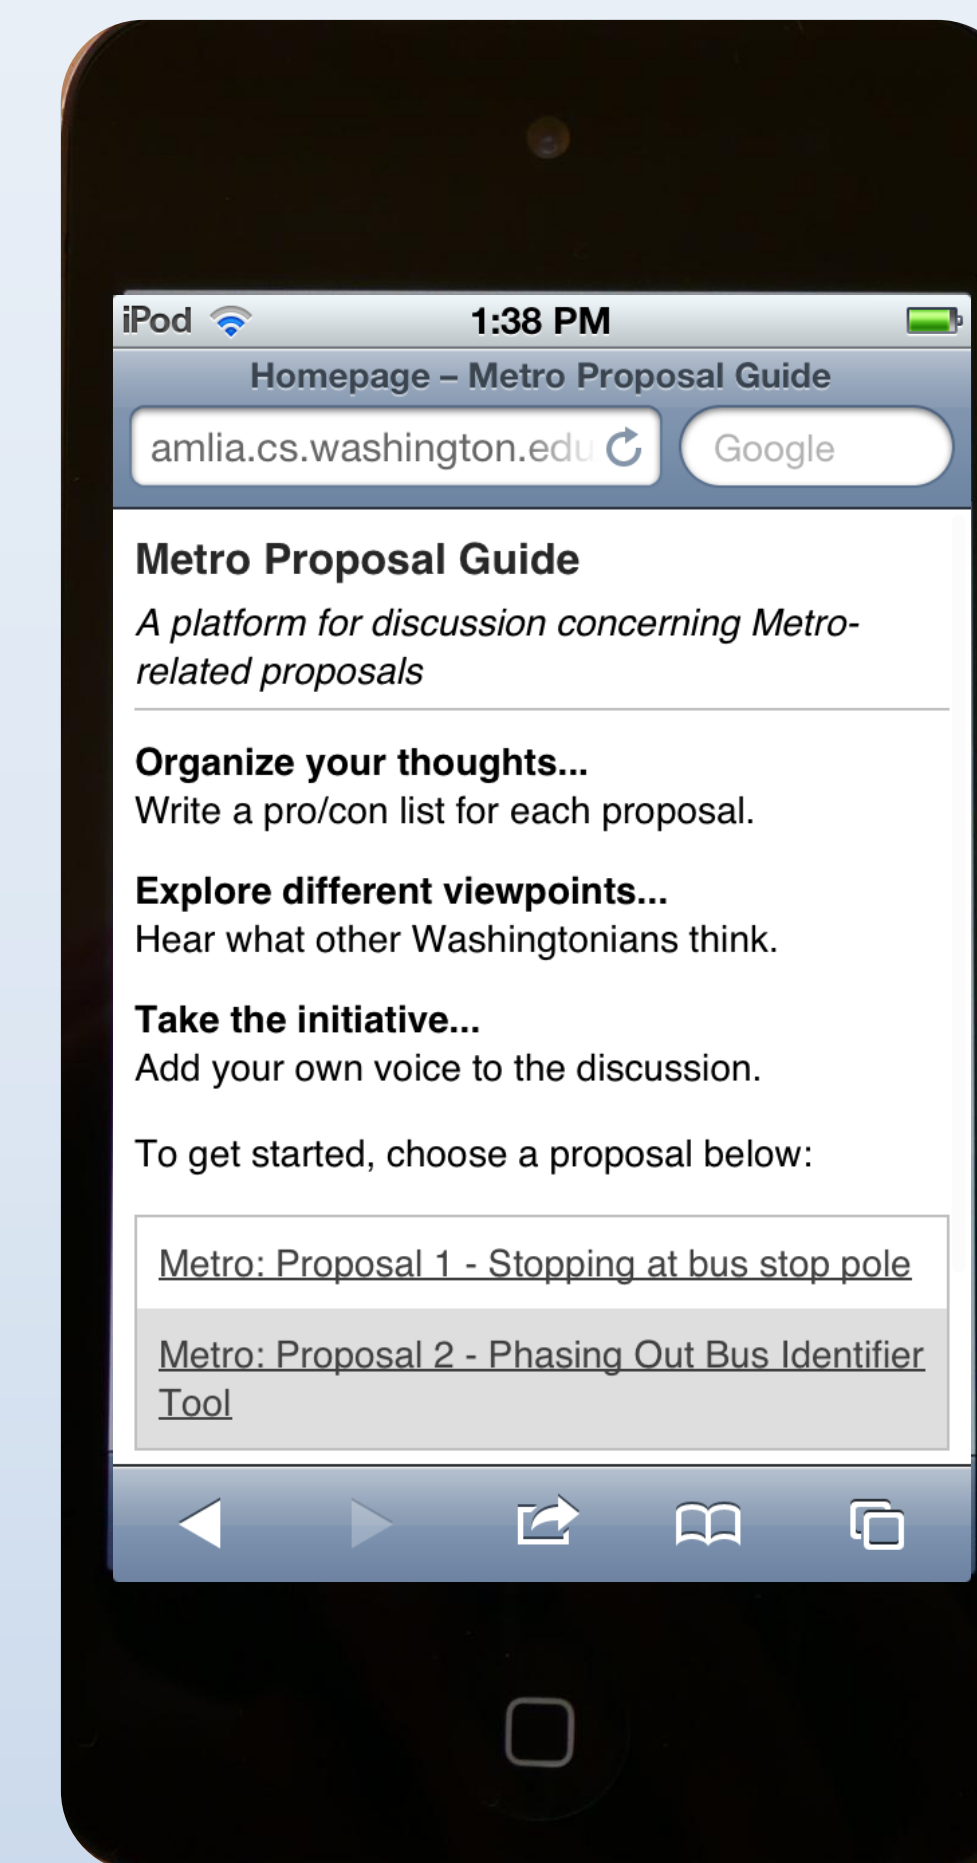 iPod
1:38 PM
Homepage – Metro Proposal Guide
amlia.cs.washington.edu
Google
Metro Proposal Guide
A platform for discussion concerning Metro-
related proposals
Organize your thoughts...
Write a pro/con list for each proposal.
Explore different viewpoints...
Hear what other Washingtonians think.
Take the initiative...
Add your own voice to the discussion.
To get started, choose a proposal below:
Metro: Proposal 1 - Stopping at bus stop pole
Metro: Proposal 2 - Phasing Out Bus Identifier
Tool